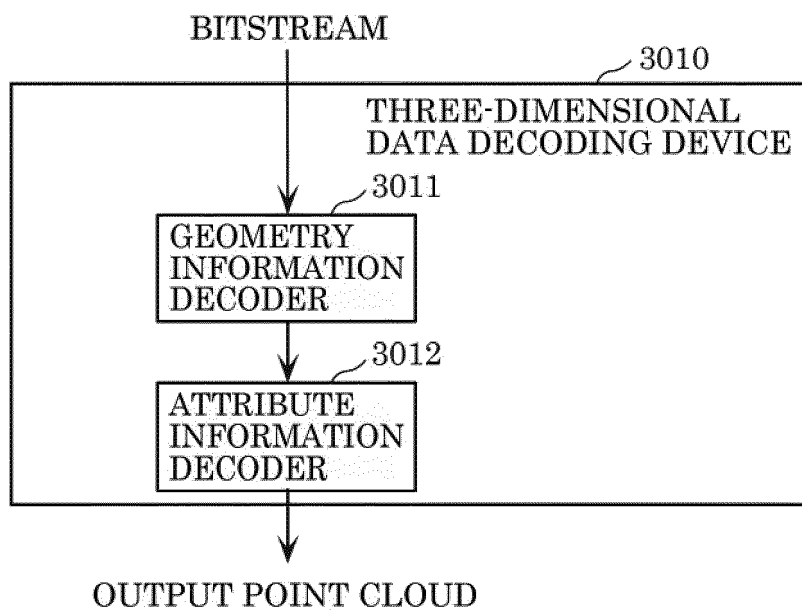 BITSTREAM
3010
THREE-DIMENSIONAL
DATA DECODING DEVICE
3011
GEOMETRY
INFORMATION
DECODER
3012
ATTRIBUTE
INFORMATION
DECODER
OUTPUT POINT CLOUD